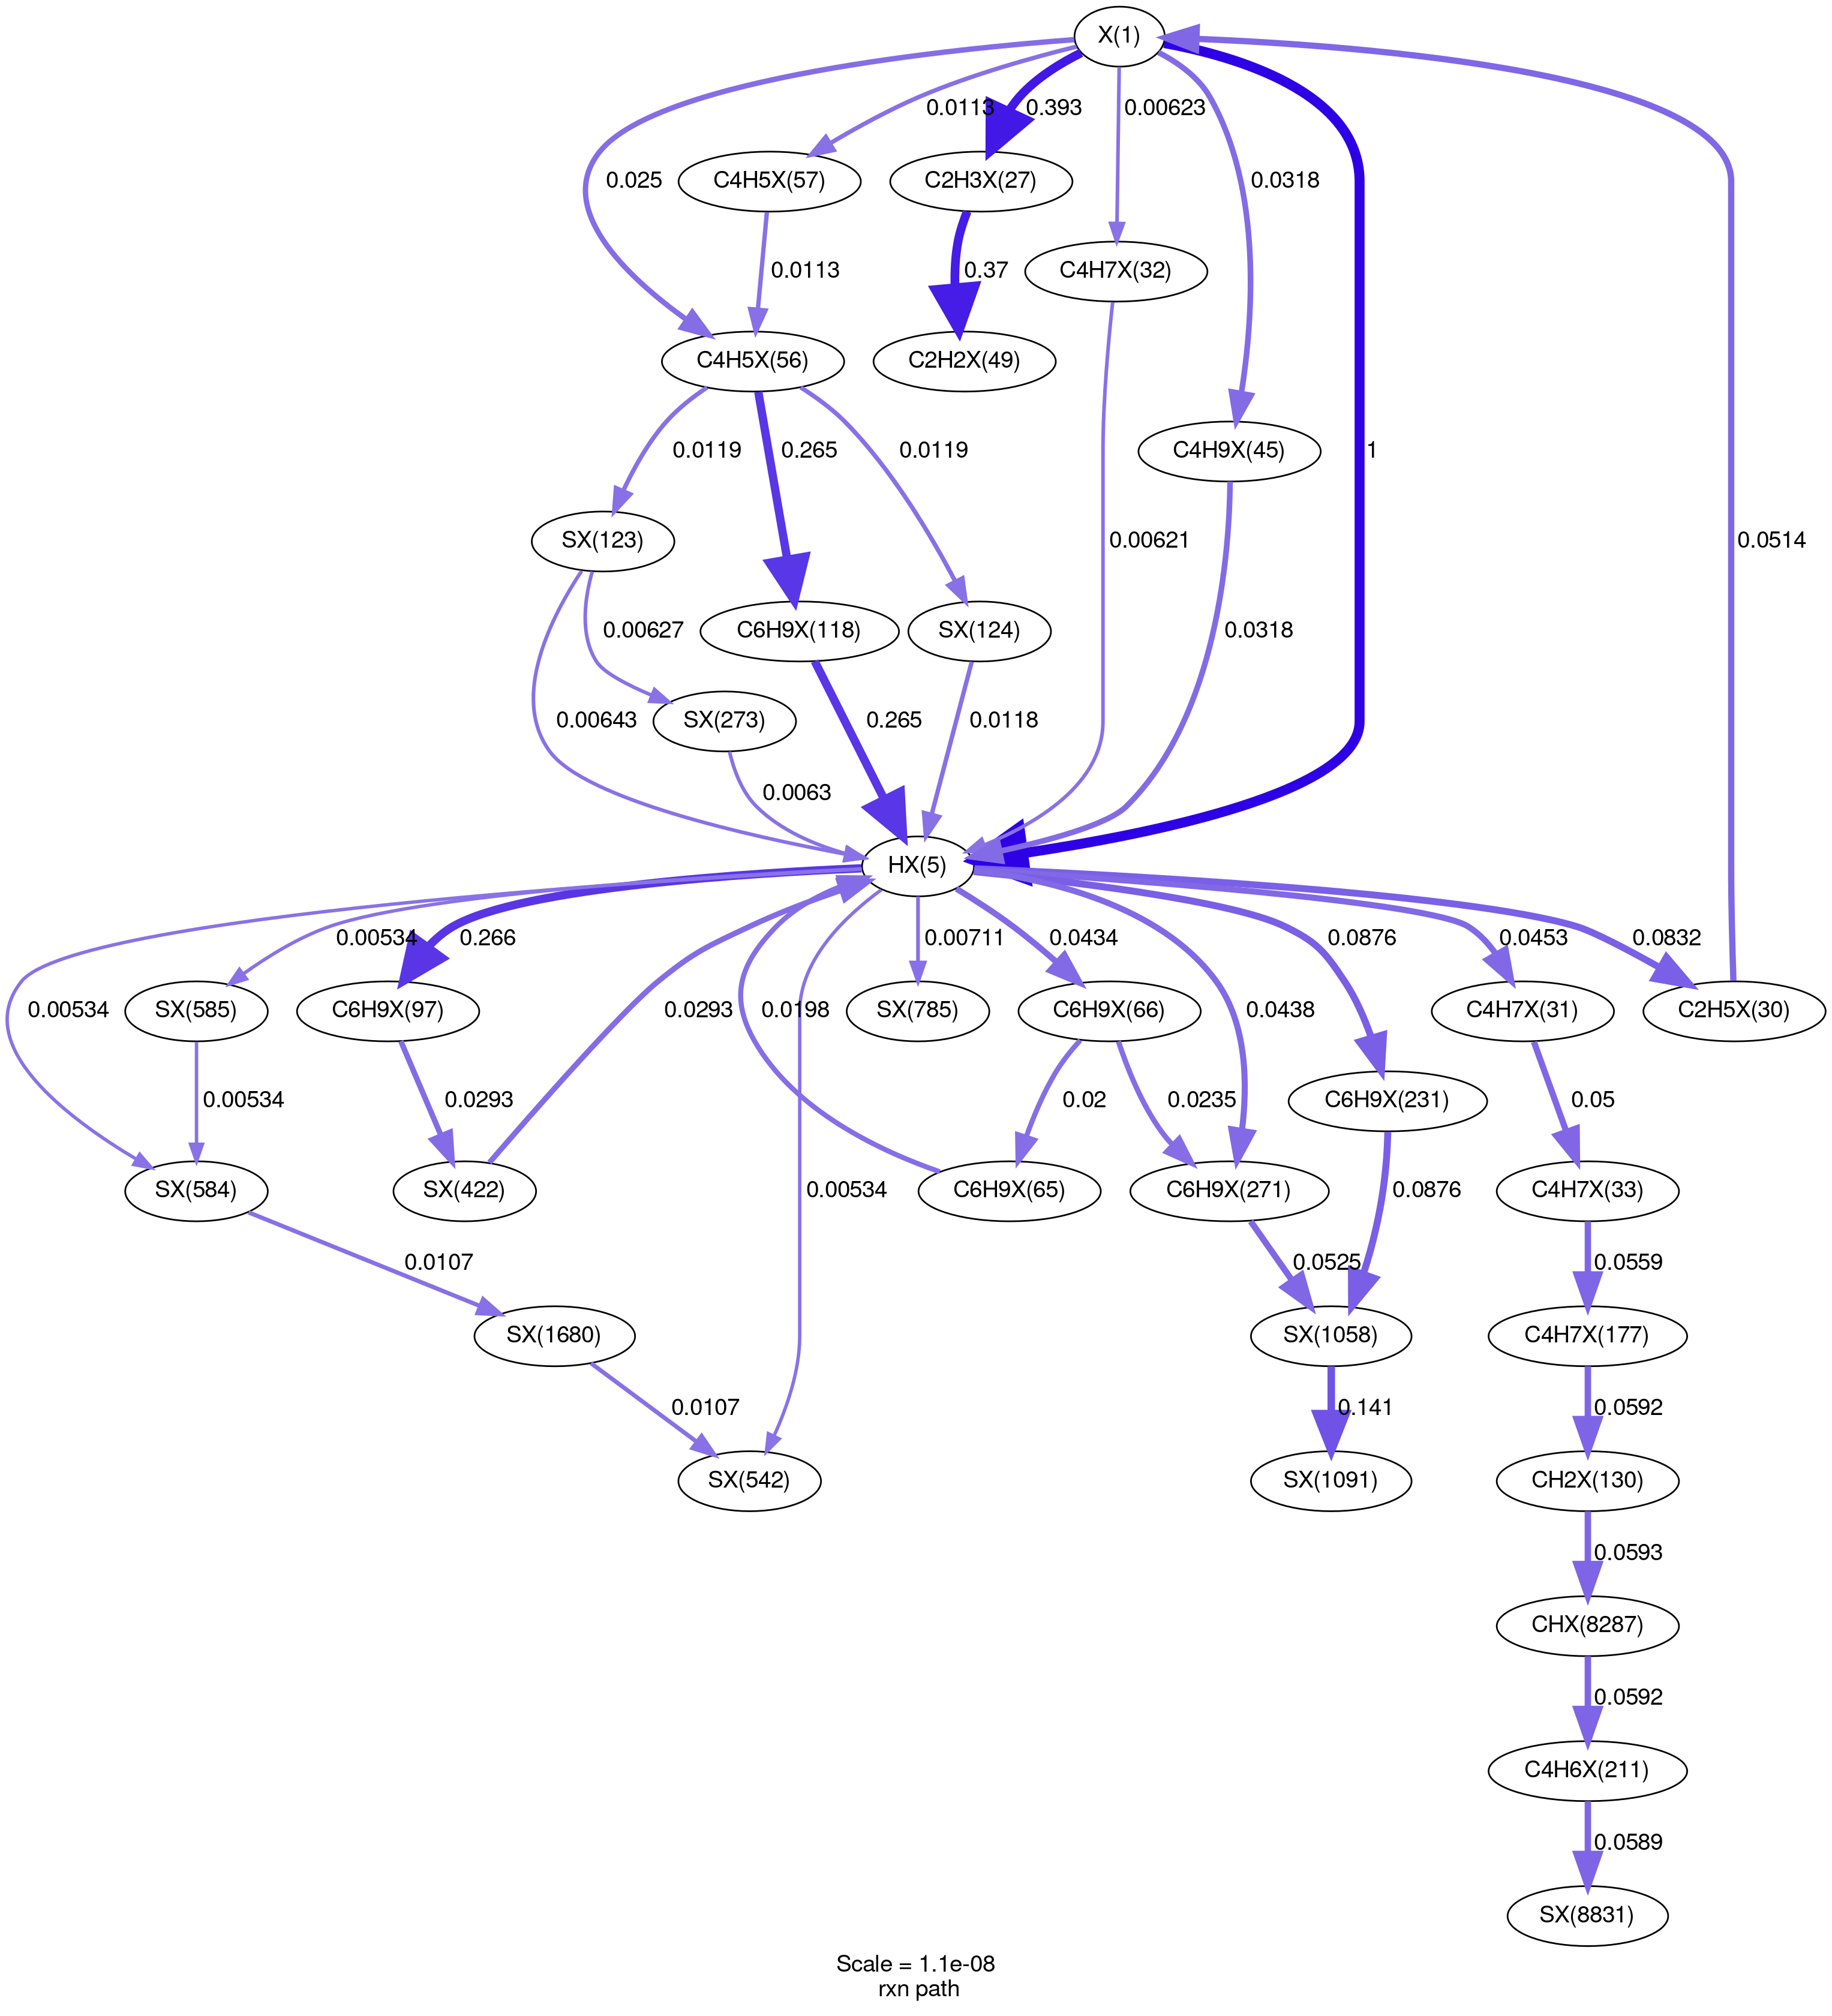 X(1)
0.0113
0.393
0.00623
C4H5X(57)
C2H3X(27)
0.025
0.0318
C4H7X(32)
0.0113
0.37
C4H5X(56)
C2H2X(49)
0.0119
0.265
0.0119
C4H9X(45)
1
SX(123)
0.00621
0.0514
0.00627
C6H9X(118)
SX(124)
0.0318
0.00643
SX(273)
0.265
0.0118
0.0063
HX(5)
0.00534
0.266
0.00711
0.0434
0.0876
0.0453
0.0832
0.00534
SX(585)
C6H9X(97)
0.0293
0.0198
SX(785)
C6H9X(66)
0.0438
C4H7X(31)
C2H5X(30)
0.00534
0.0293
0.02
0.0235
C6H9X(231)
0.05
SX(584)
SX(422)
0.00534
C6H9X(65)
C6H9X(271)
0.0876
C4H7X(33)
0.0107
0.0525
0.0559
SX(1680)
SX(1058)
C4H7X(177)
0.0107
0.141
0.0592
SX(542)
SX(1091)
CH2X(130)
0.0593
CHX(8287)
0.0592
C4H6X(211)
0.0589
SX(8831)
Scale = 1.1e-08
rxn path